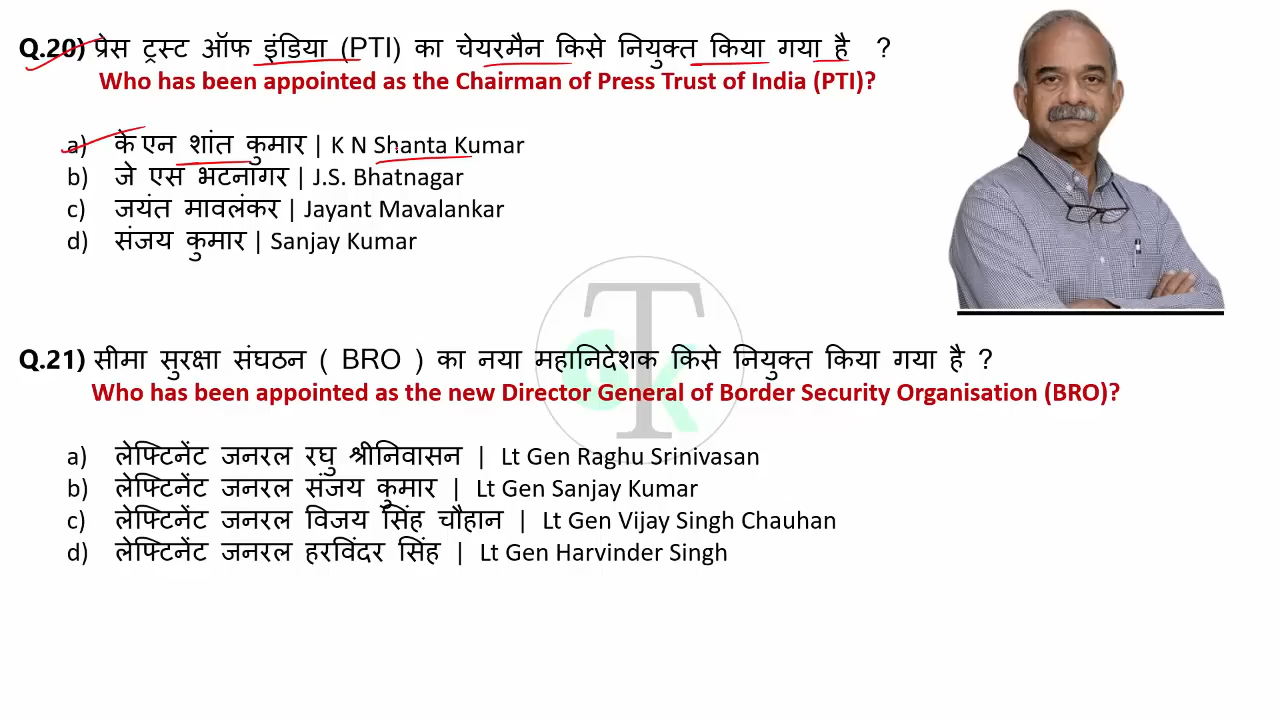 Q.20) प्रेस ट्रस्ट ऑफ इंडिया (PTI) का चेयरमैन किसे नियुक्त किया गया है ?
Who has been appointed as the Chairman of Press Trust of India (PTI)?
a) के एन शांत कुमार | K N Shanta Kumar
b) जे एस भटनागर | J.S. Bhatnagar
c) जयंत मावलंकर | Jayant Mavalankar
d) संजय कुमार | Sanjay Kumar
TGK
Q.21) सीमा सुरक्षा संघठन ( BRO ) का नया महानिदेशक किसे नियुक्त किया गया है ?
Who has been appointed as the new Director General of Border Security Organisation (BRO)?
a) लेफ्टिनेंट जनरल रघु श्रीनिवासन | Lt Gen Raghu Srinivasan
b) लेफ्टिनेंट जनरल संजय कुमार | Lt Gen Sanjay Kumar
c) लेफ्टिनेंट जनरल विजय सिंह चौहान | Lt Gen Vijay Singh Chauhan
d) लेफ्टिनेंट जनरल हरविंदर सिंह | Lt Gen Harvinder Singh